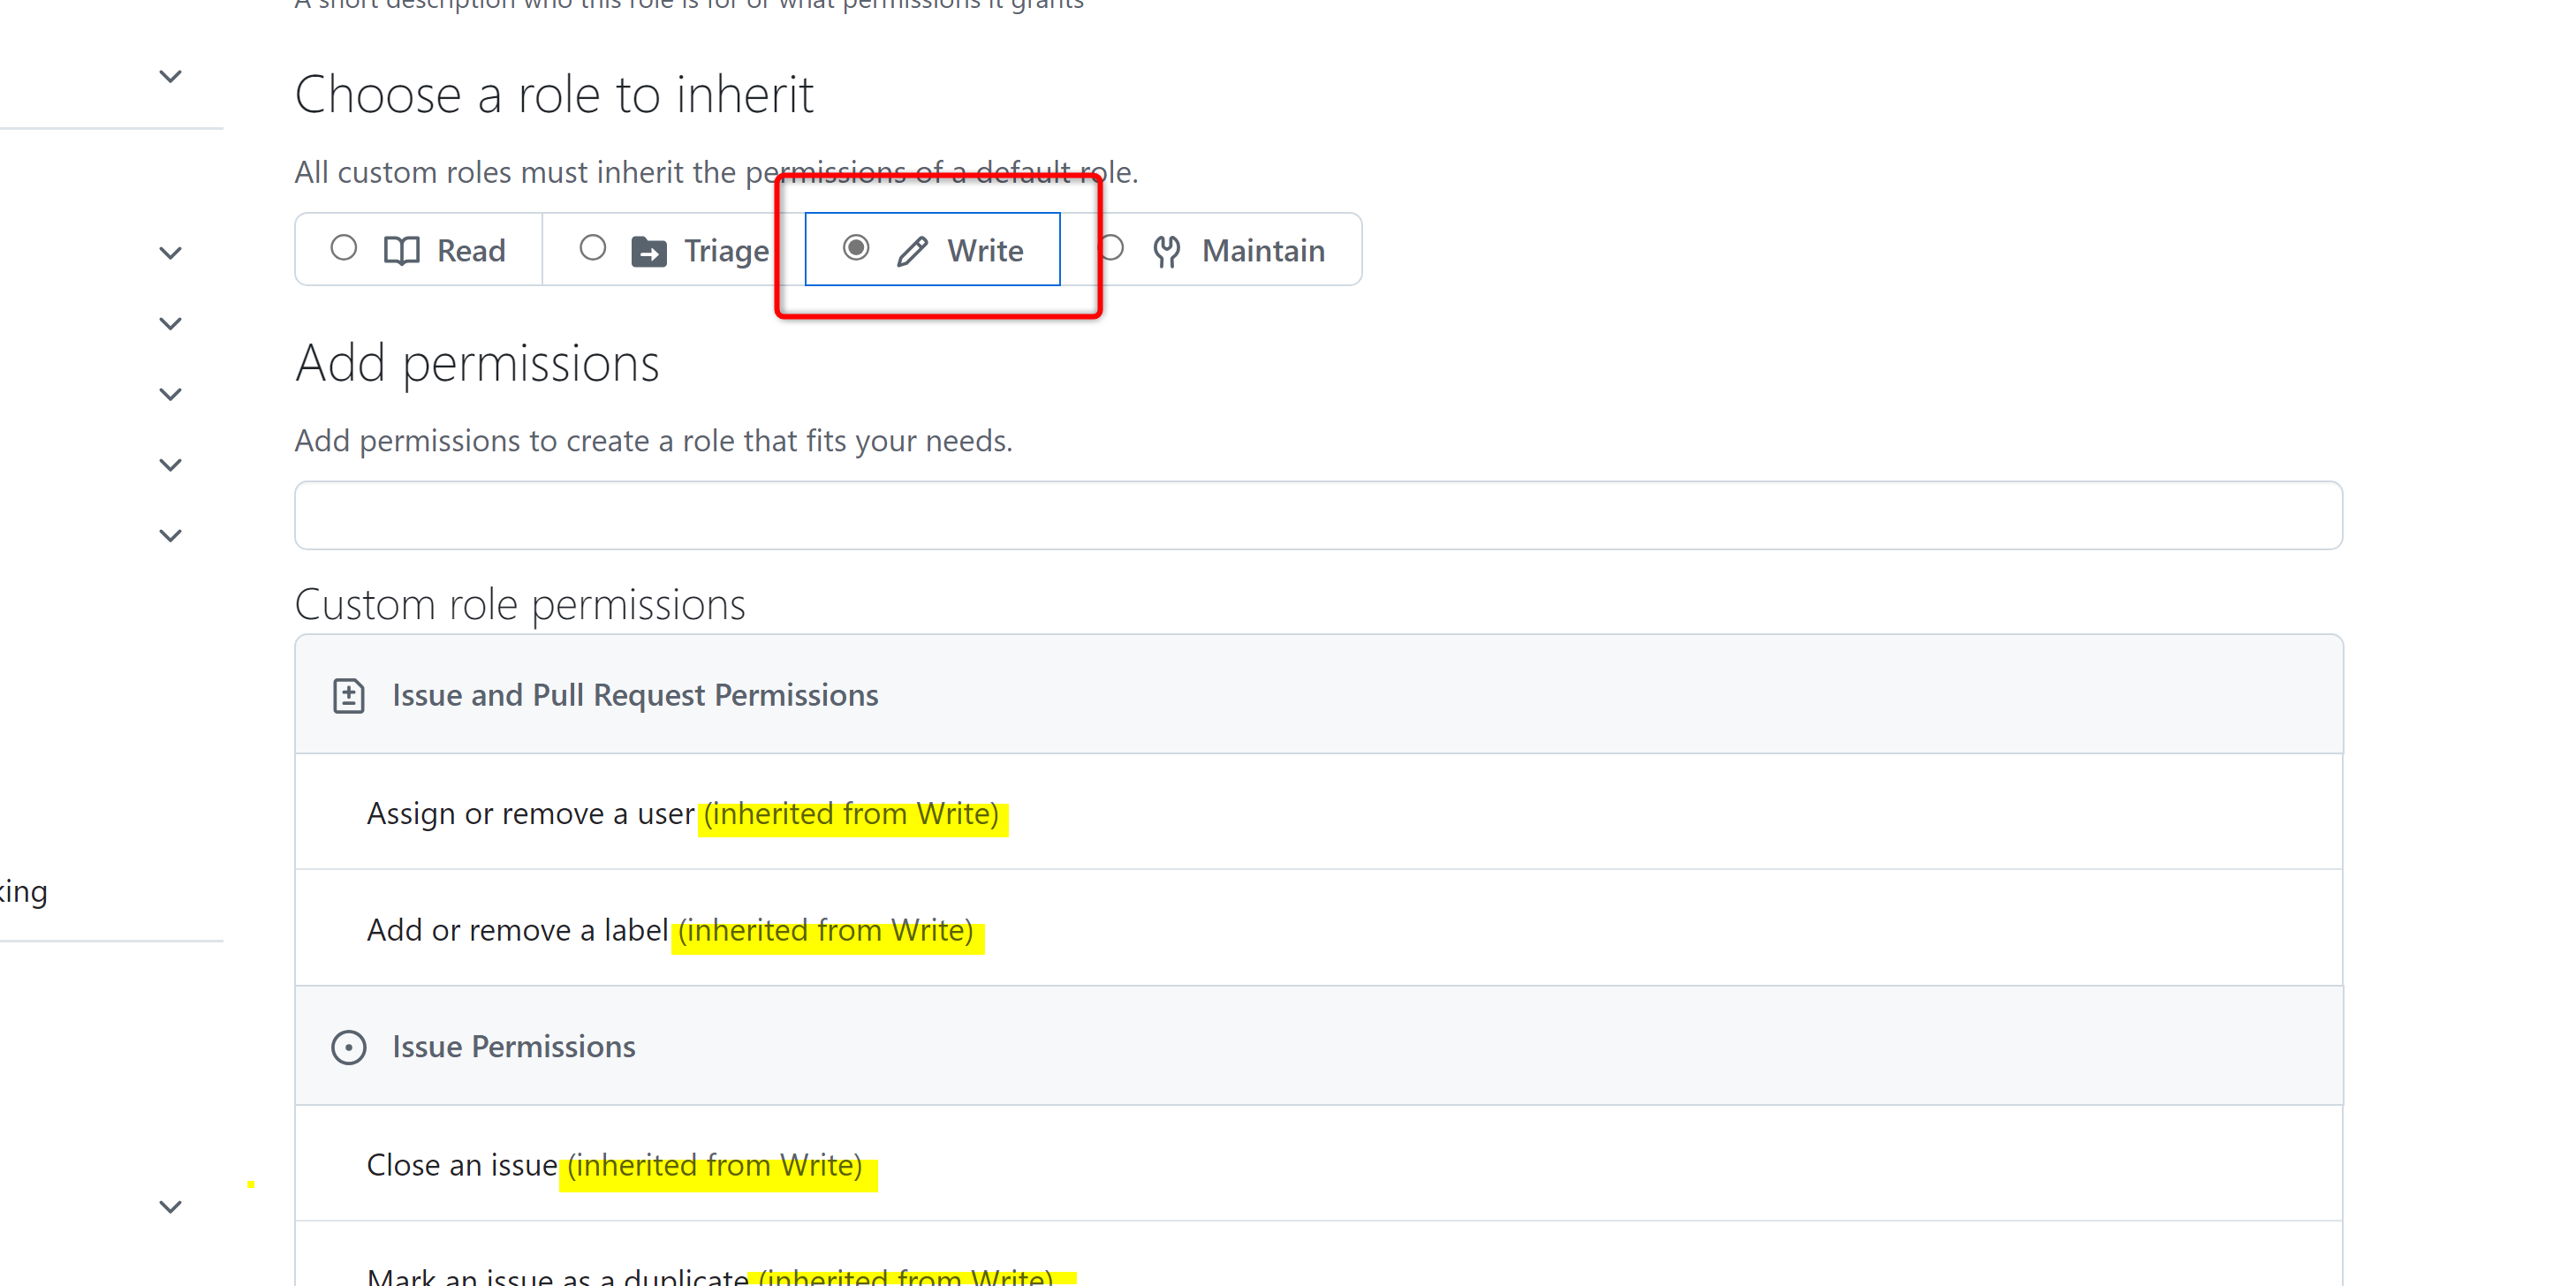 A short description who this role is for or what permissions it grants
Choose a role to inherit
All custom roles must inherit the permissions of a default role.
Read Triage Write Maintain
Add permissions
Add permissions to create a role that fits your needs.
Custom role permissions
Issue and Pull Request Permissions
Assign or remove a user (inherited from Write)
king
Add or remove a label (inherited from Write)
Issue Permissions
Close an issue (inherited from Write)
Mark an issue as a duplicate (inherited from Write)